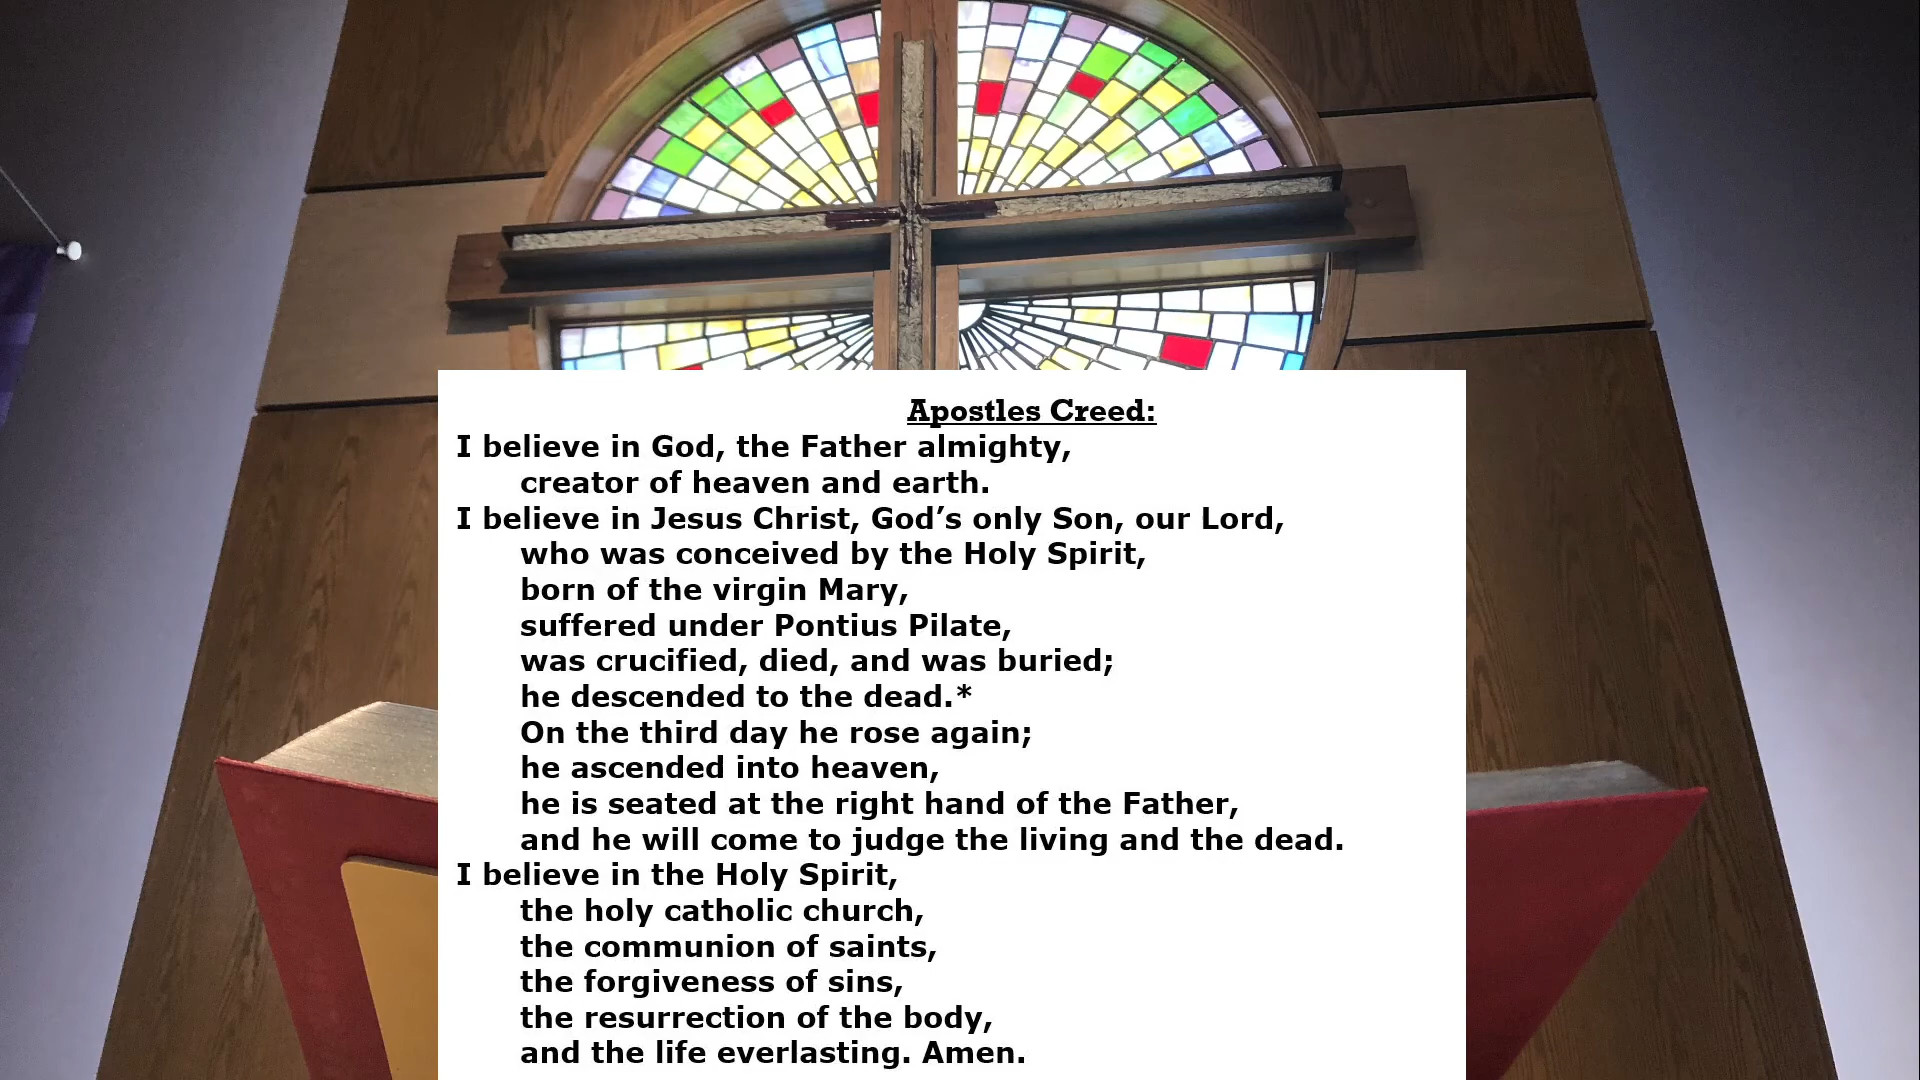 Apostles Creed:
I believe in God, the Father almighty,
creator of heaven and earth.
I believe in Jesus Christ, God’s only Son, our Lord,
who was conceived by the Holy Spirit,
born of the virgin Mary,
suffered under Pontius Pilate,
was crucified, died, and was buried;
he descended to the dead.*
On the third day he rose again;
he ascended into heaven,
he is seated at the right hand of the Father,
and he will come to judge the living and the dead.
I believe in the Holy Spirit,
the holy catholic church,
the communion of saints,
the forgiveness of sins,
the resurrection of the body,
and the life everlasting. Amen.